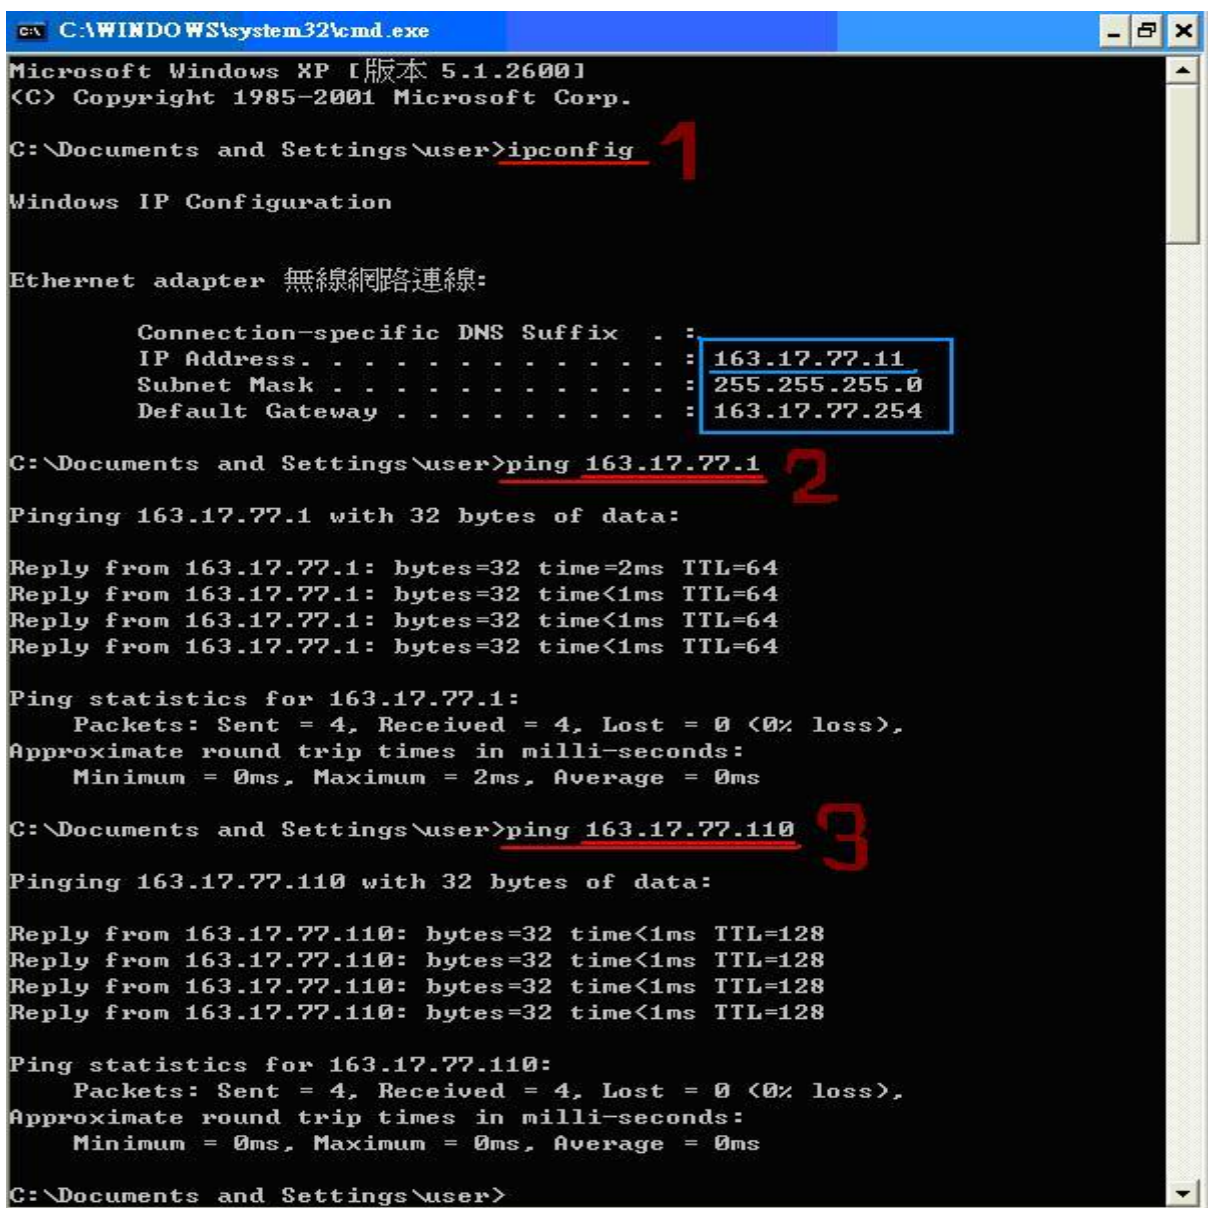 C:\WINDOWS\system32\cmd.exe
Microsoft Windows XP [版本 5.1.2600]
(C) Copyright 1985-2001 Microsoft Corp.
C:\Documents and Settings\user>ipconfig 1
Windows IP Configuration
Ethernet adapter 無線網路連線:
Connection-specific DNS Suffix . :
IP Address. . . . . . . . . . . . : 163.17.77.11
Subnet Mask . . . . . . . . . . . : 255.255.255.0
Default Gateway . . . . . . . . . : 163.17.77.254
C:\Documents and Settings\user>ping 163.17.77.1 2
Pinging 163.17.77.1 with 32 bytes of data:
Reply from 163.17.77.1: bytes=32 time=2ms TTL=64
Reply from 163.17.77.1: bytes=32 time<1ms TTL=64
Reply from 163.17.77.1: bytes=32 time<1ms TTL=64
Reply from 163.17.77.1: bytes=32 time<1ms TTL=64
Ping statistics for 163.17.77.1:
Packets: Sent = 4, Received = 4, Lost = 0 (0% loss),
Approximate round trip times in milli-seconds:
Minimum = 0ms, Maximum = 2ms, Average = 0ms
C:\Documents and Settings\user>ping 163.17.77.110 3
Pinging 163.17.77.110 with 32 bytes of data:
Reply from 163.17.77.110: bytes=32 time<1ms TTL=128
Reply from 163.17.77.110: bytes=32 time<1ms TTL=128
Reply from 163.17.77.110: bytes=32 time<1ms TTL=128
Reply from 163.17.77.110: bytes=32 time<1ms TTL=128
Ping statistics for 163.17.77.110:
Packets: Sent = 4, Received = 4, Lost = 0 (0% loss),
Approximate round trip times in milli-seconds:
Minimum = 0ms, Maximum = 0ms, Average = 0ms
C:\Documents and Settings\user>